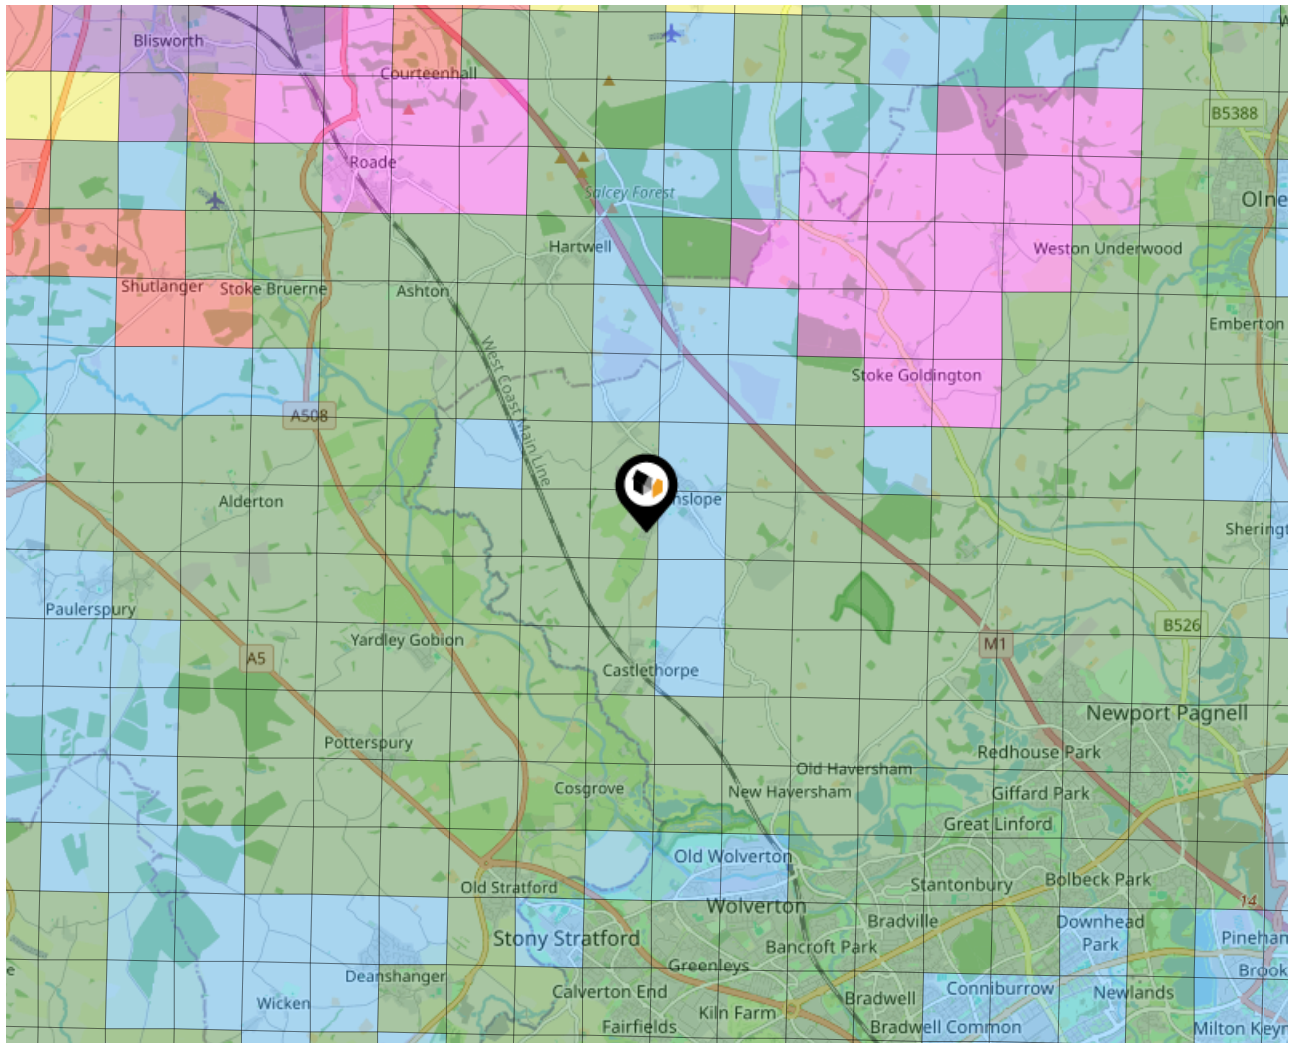 Blisworth
Courteenhall
B5388
Roade
Salcey Forest
Olne
Hartwell
Weston Underwood
Shutlanger
Stoke Bruerne
Ashton
Emberton
West Coast Main Line
Stoke Goldington
A508
Alderton
nslope
Shering
Paulerspury
B526
Yardley Gobion
M1
A5
Castlethorpe
Newport Pagnell
Potterspury
Redhouse Park
Old Haversham
Cosgrove
New Haversham
Giffard Park
Great Linford
Old Wolverton
Old Stratford
Stantonbury
Bolbeck Park
14
Wolverton
Bradville
Downhead
Park
Stony Stratford
Bancroft Park
Pineham
Greenleys
e
Deanshanger
Brook
Calverton End
Conniburrow
Newlands
Wicken
Kiln Farm
Bradwell
Fairfields
Bradwell Common
Milton Keyn